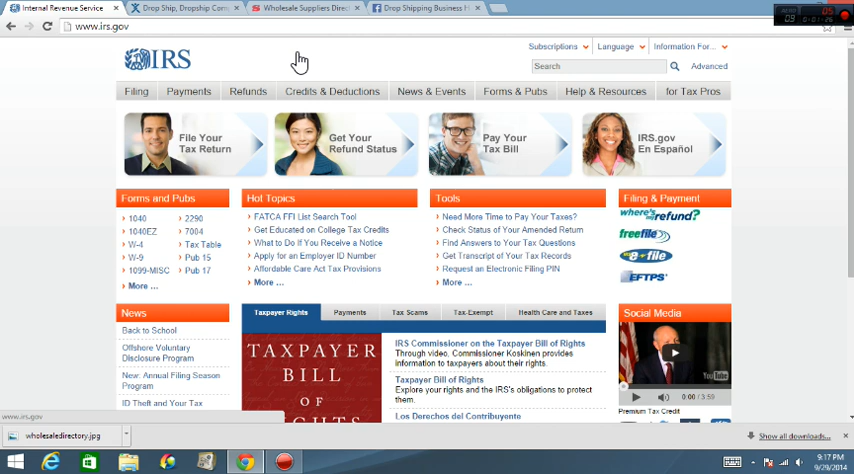 Internal Revenue Service
Drop Ship, Dropship Com
Wholesale Suppliers Direc
Drop Shipping Business H
www.irs.gov
IRS
Subscriptions
Language
Information For...
Search
Advanced
Filing
Payments
Refunds
Credits & Deductions
News & Events
Forms & Pubs
Help & Resources
for Tax Pros
File Your
Tax Return
Get Your
Refund Status
Pay Your
Tax Bill
IRS.gov
En Español
Forms and Pubs
1040
2290
1040EZ
7004
W-4
Tax Table
W-9
Pub 15
1099-MISC
Pub 17
More ...
Hot Topics
FATCA FFI List Search Tool
Get Educated on College Tax Credits
What to Do If You Receive a Notice
Apply for an Employer ID Number
Affordable Care Act Tax Provisions
More ...
Tools
Need More Time to Pay Your Taxes?
Check Status of Your Amended Return
Find Answers to Your Tax Questions
Get Transcript of Your Tax Records
Request an Electronic Filing PIN
More ...
Filing & Payment
where's my refund?
freefile
e file
EFTPS
News
Back to School
Offshore Voluntary
Disclosure Program
New: Annual Filing Season
Program
ID Theft and Your Tax
Taxpayer Rights
Payments
Tax Scams
Tax-Exempt
Health Care and Taxes
TAXPAYER
BILL
OF
RIGHTS
IRS Commissioner on the Taxpayer Bill of Rights
Through video, Commissioner Koskinen provides
information to taxpayers about their rights.
Taxpayer Bill of Rights
Explore your rights and the IRS's obligations to protect
them.
Los Derechos del Contribuyente
Social Media
YouTube
0:00 / 3:59
Premium Tax Credit
www.irs.gov
wholesaledirectory.jpg
Show all downloads...
9:17 PM
9/29/2014